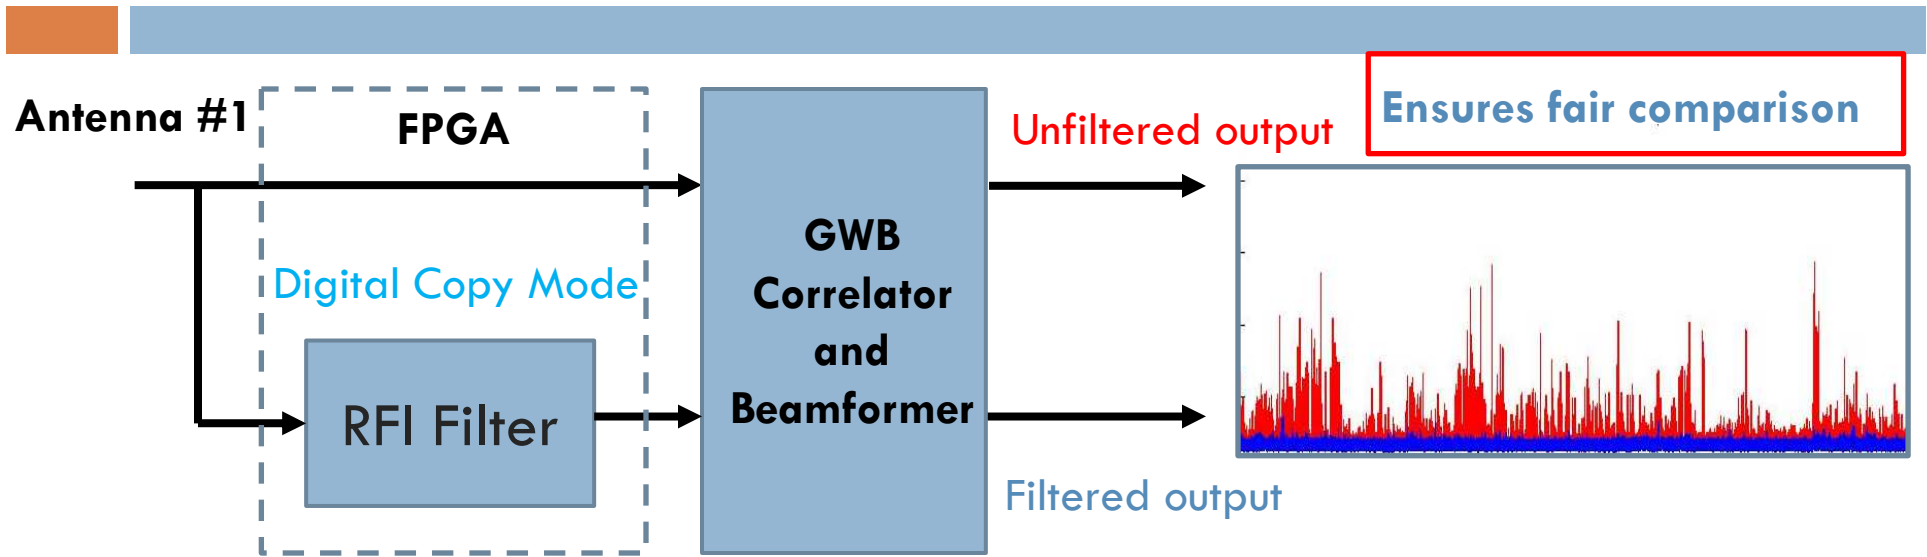 Antenna #1
FPGA
Digital Copy Mode
RFI Filter
GWB
Correlator
and
Beamformer
Unfiltered output
Ensures fair comparison
Filtered output